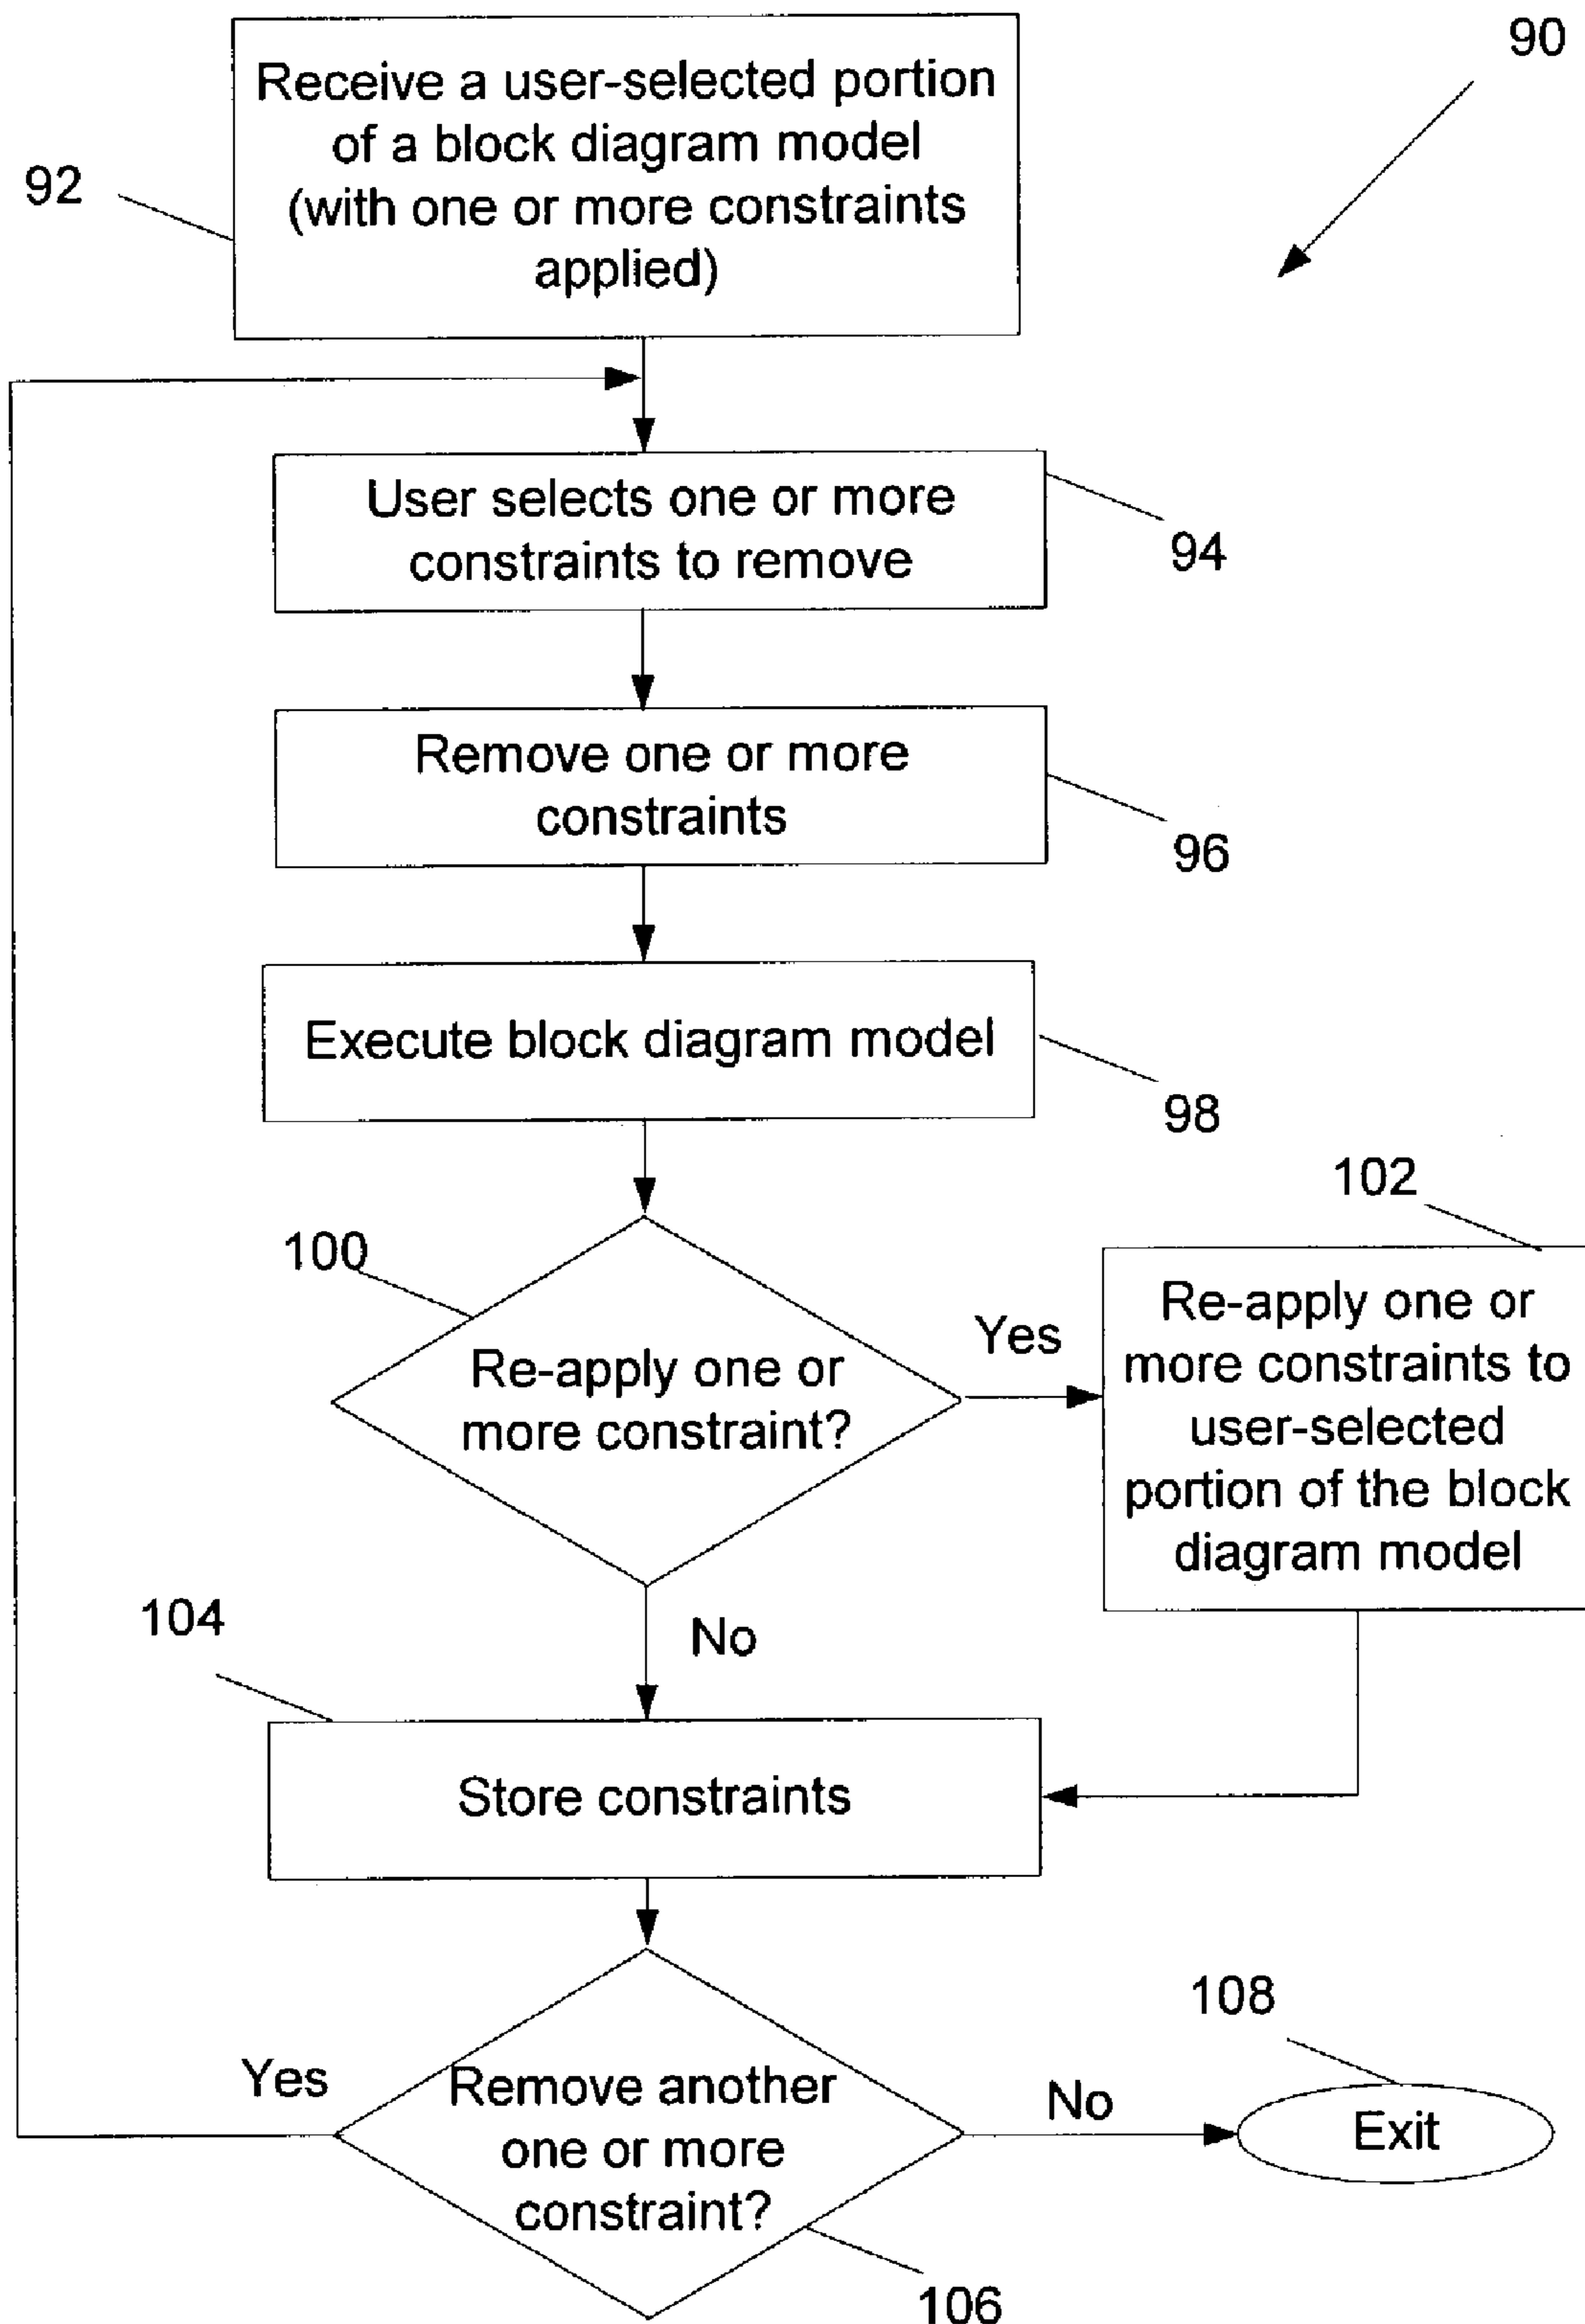 90
Receive a user-selected portion
of a block diagram model
(with one or more constraints
applied)
92
User selects one or more
constraints to remove
94
Remove one or more
constraints
96
Execute block diagram model
98
102
100
Re-apply one or
more constraint?
Yes
Re-apply one or
more constraints to
user-selected
portion of the block
diagram model
No
104
Store constraints
108
Yes
Remove another
one or more
constraint?
No
Exit
106